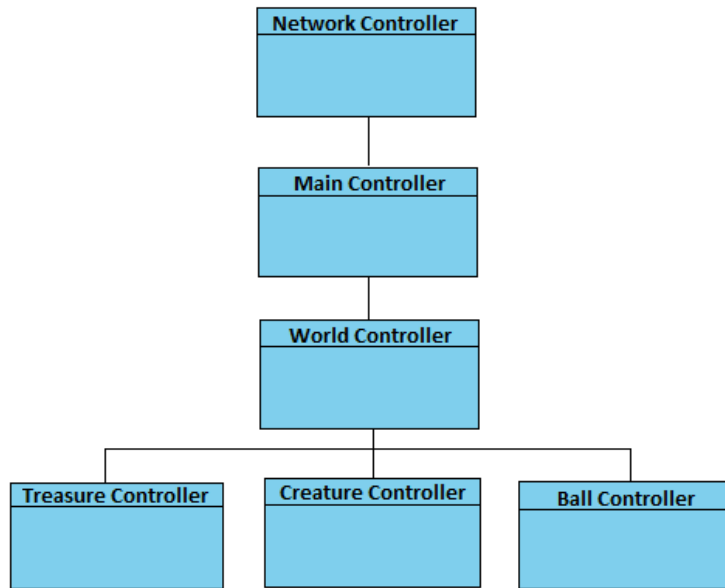 Network Controller
Main Controller
World Controller
Treasure Controller
Creature Controller
Ball Controller